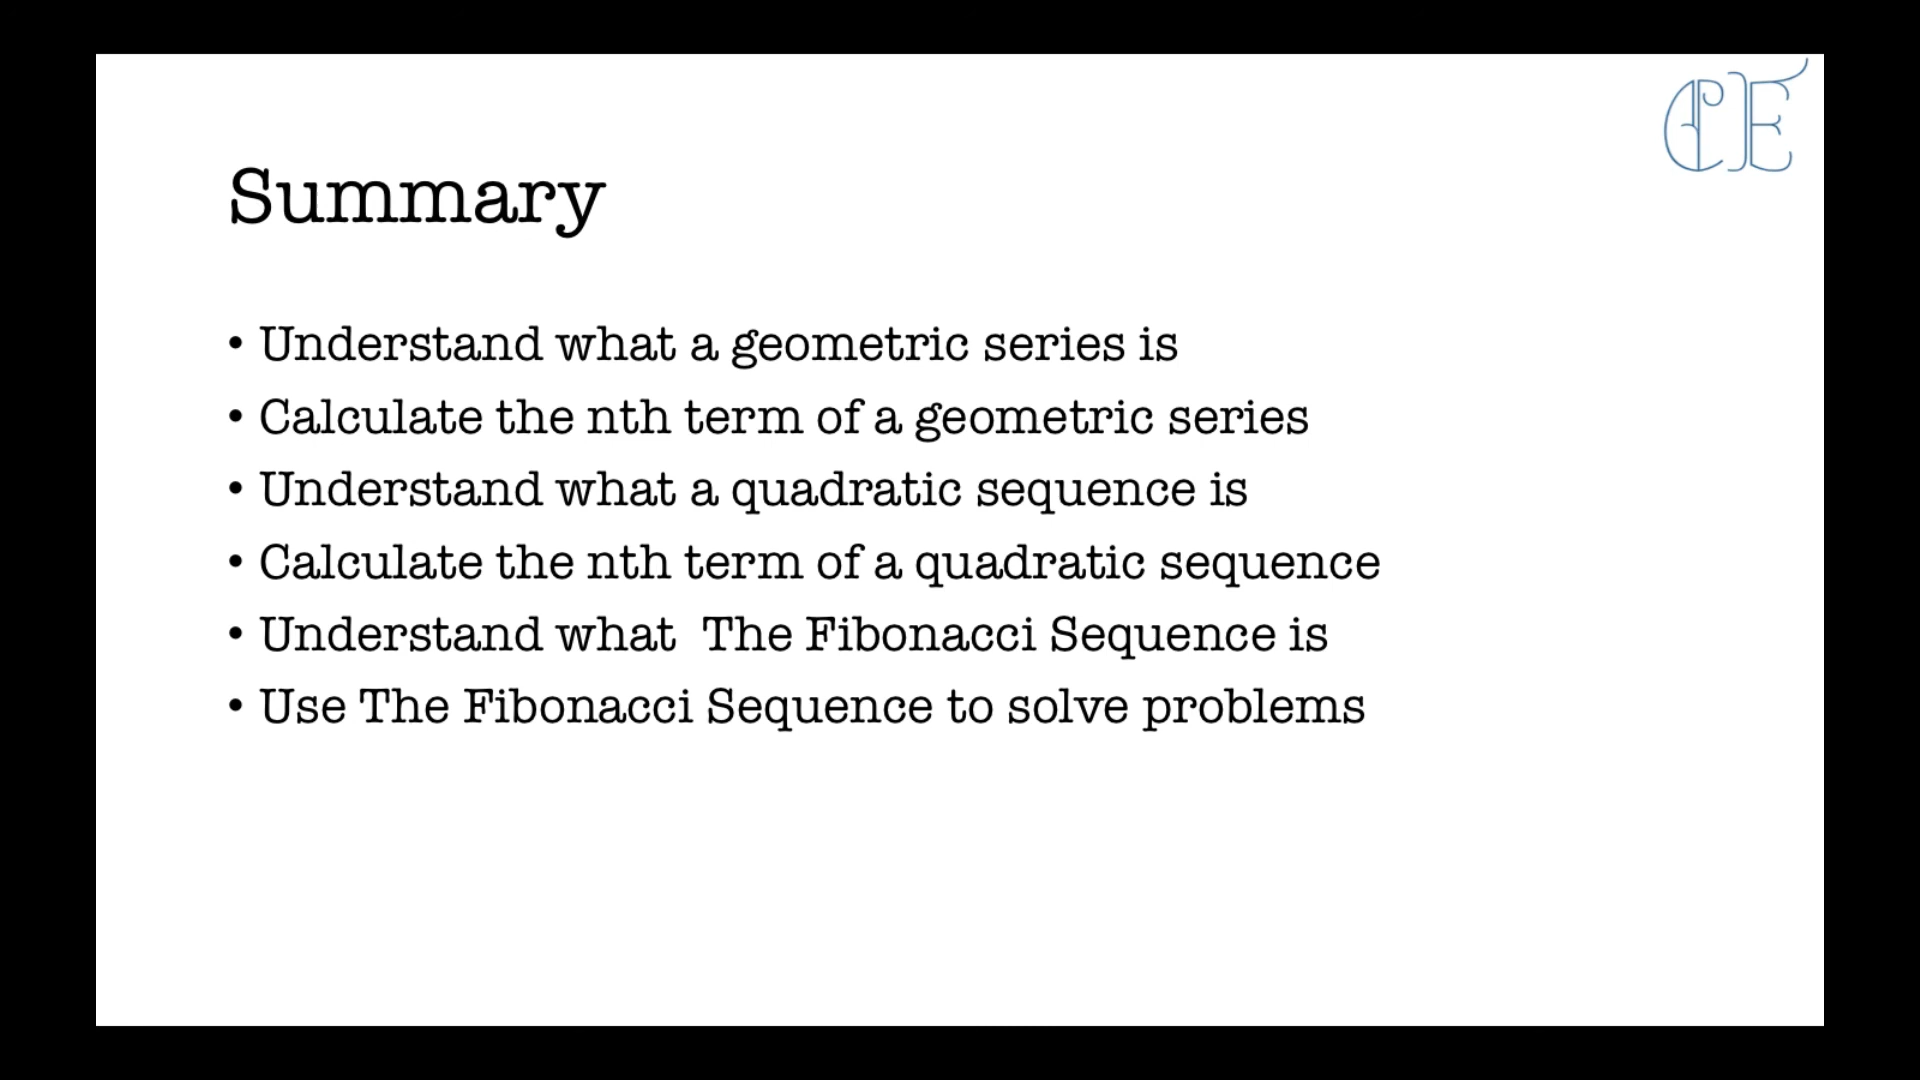 CE
Summary
• Understand what a geometric series is
• Calculate the nth term of a geometric series
• Understand what a quadratic sequence is
• Calculate the nth term of a quadratic sequence
• Understand what  The Fibonacci Sequence is
• Use The Fibonacci Sequence to solve problems